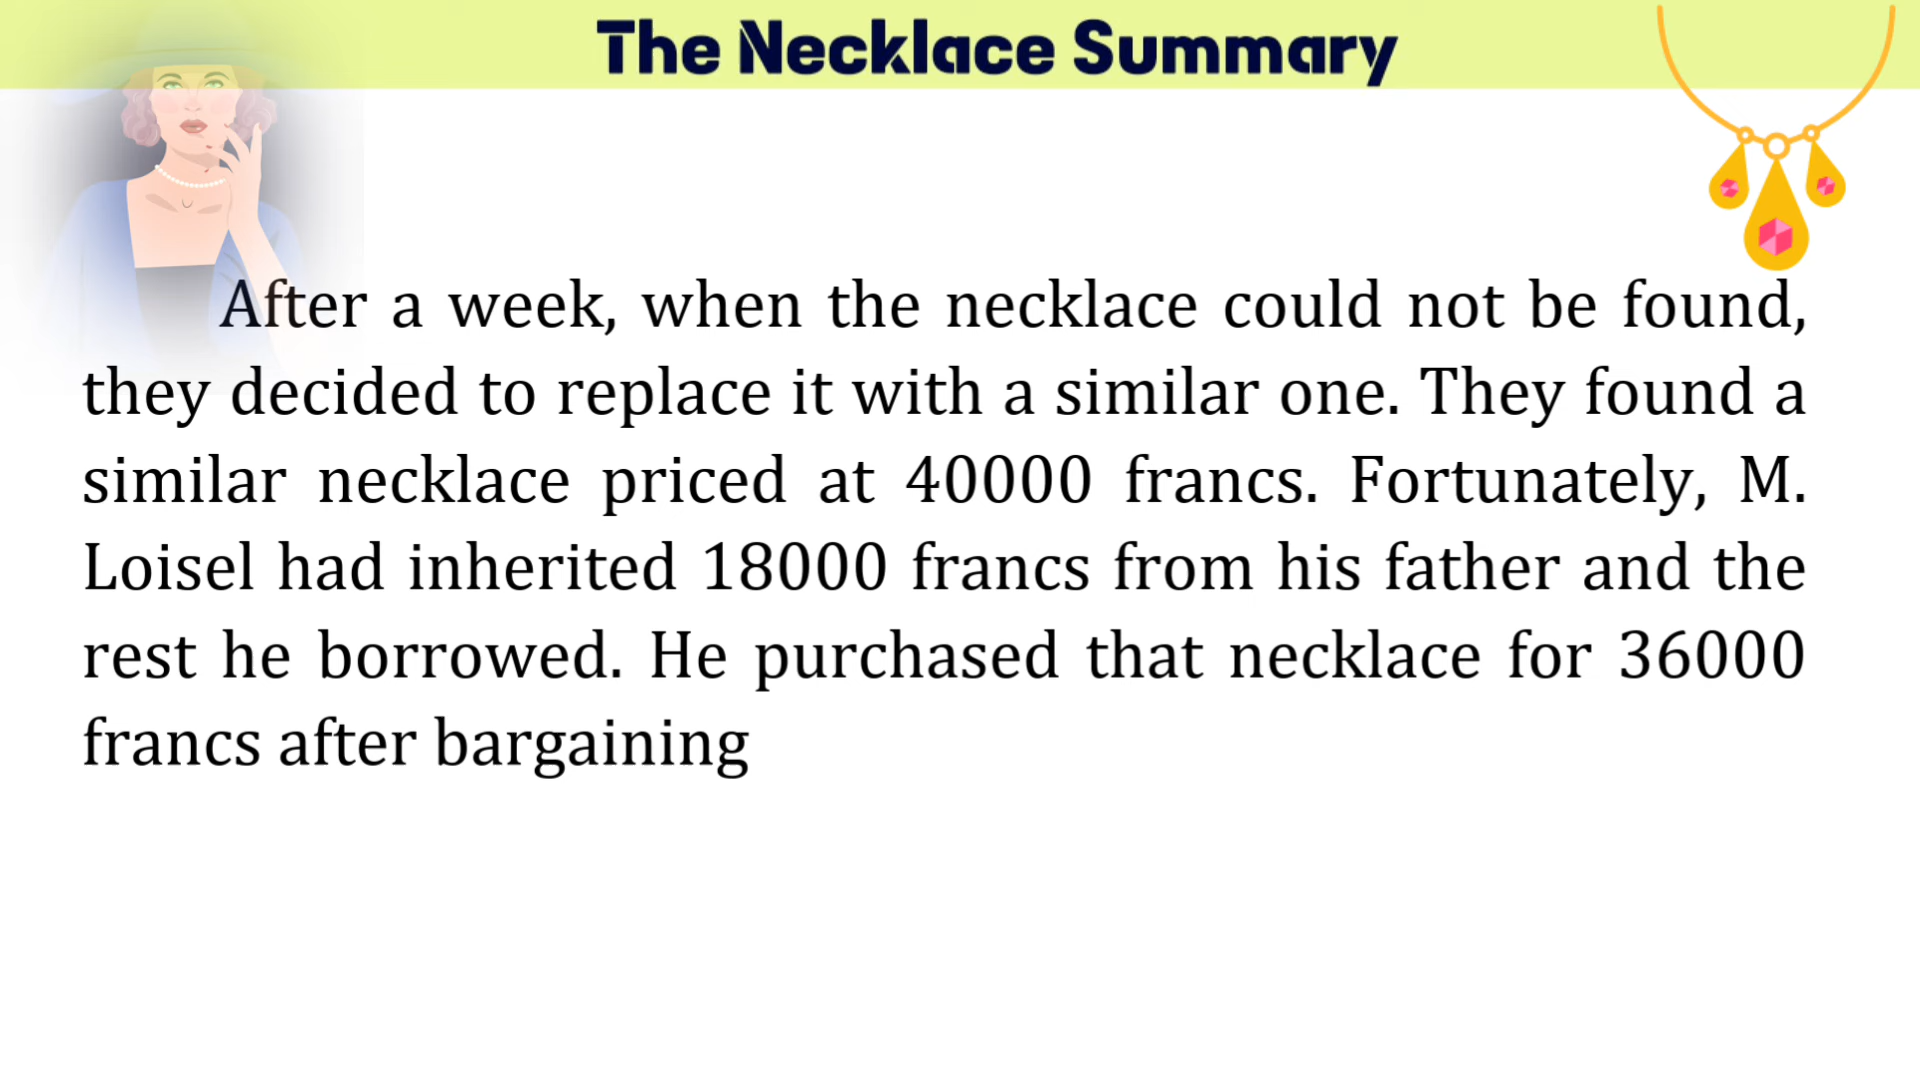 The Necklace Summary
After a week, when the necklace could not be found,
they decided to replace it with a similar one. They found a
similar necklace priced at 40000 francs. Fortunately, M.
Loisel had inherited 18000 francs from his father and the
rest he borrowed. He purchased that necklace for 36000
francs after bargaining